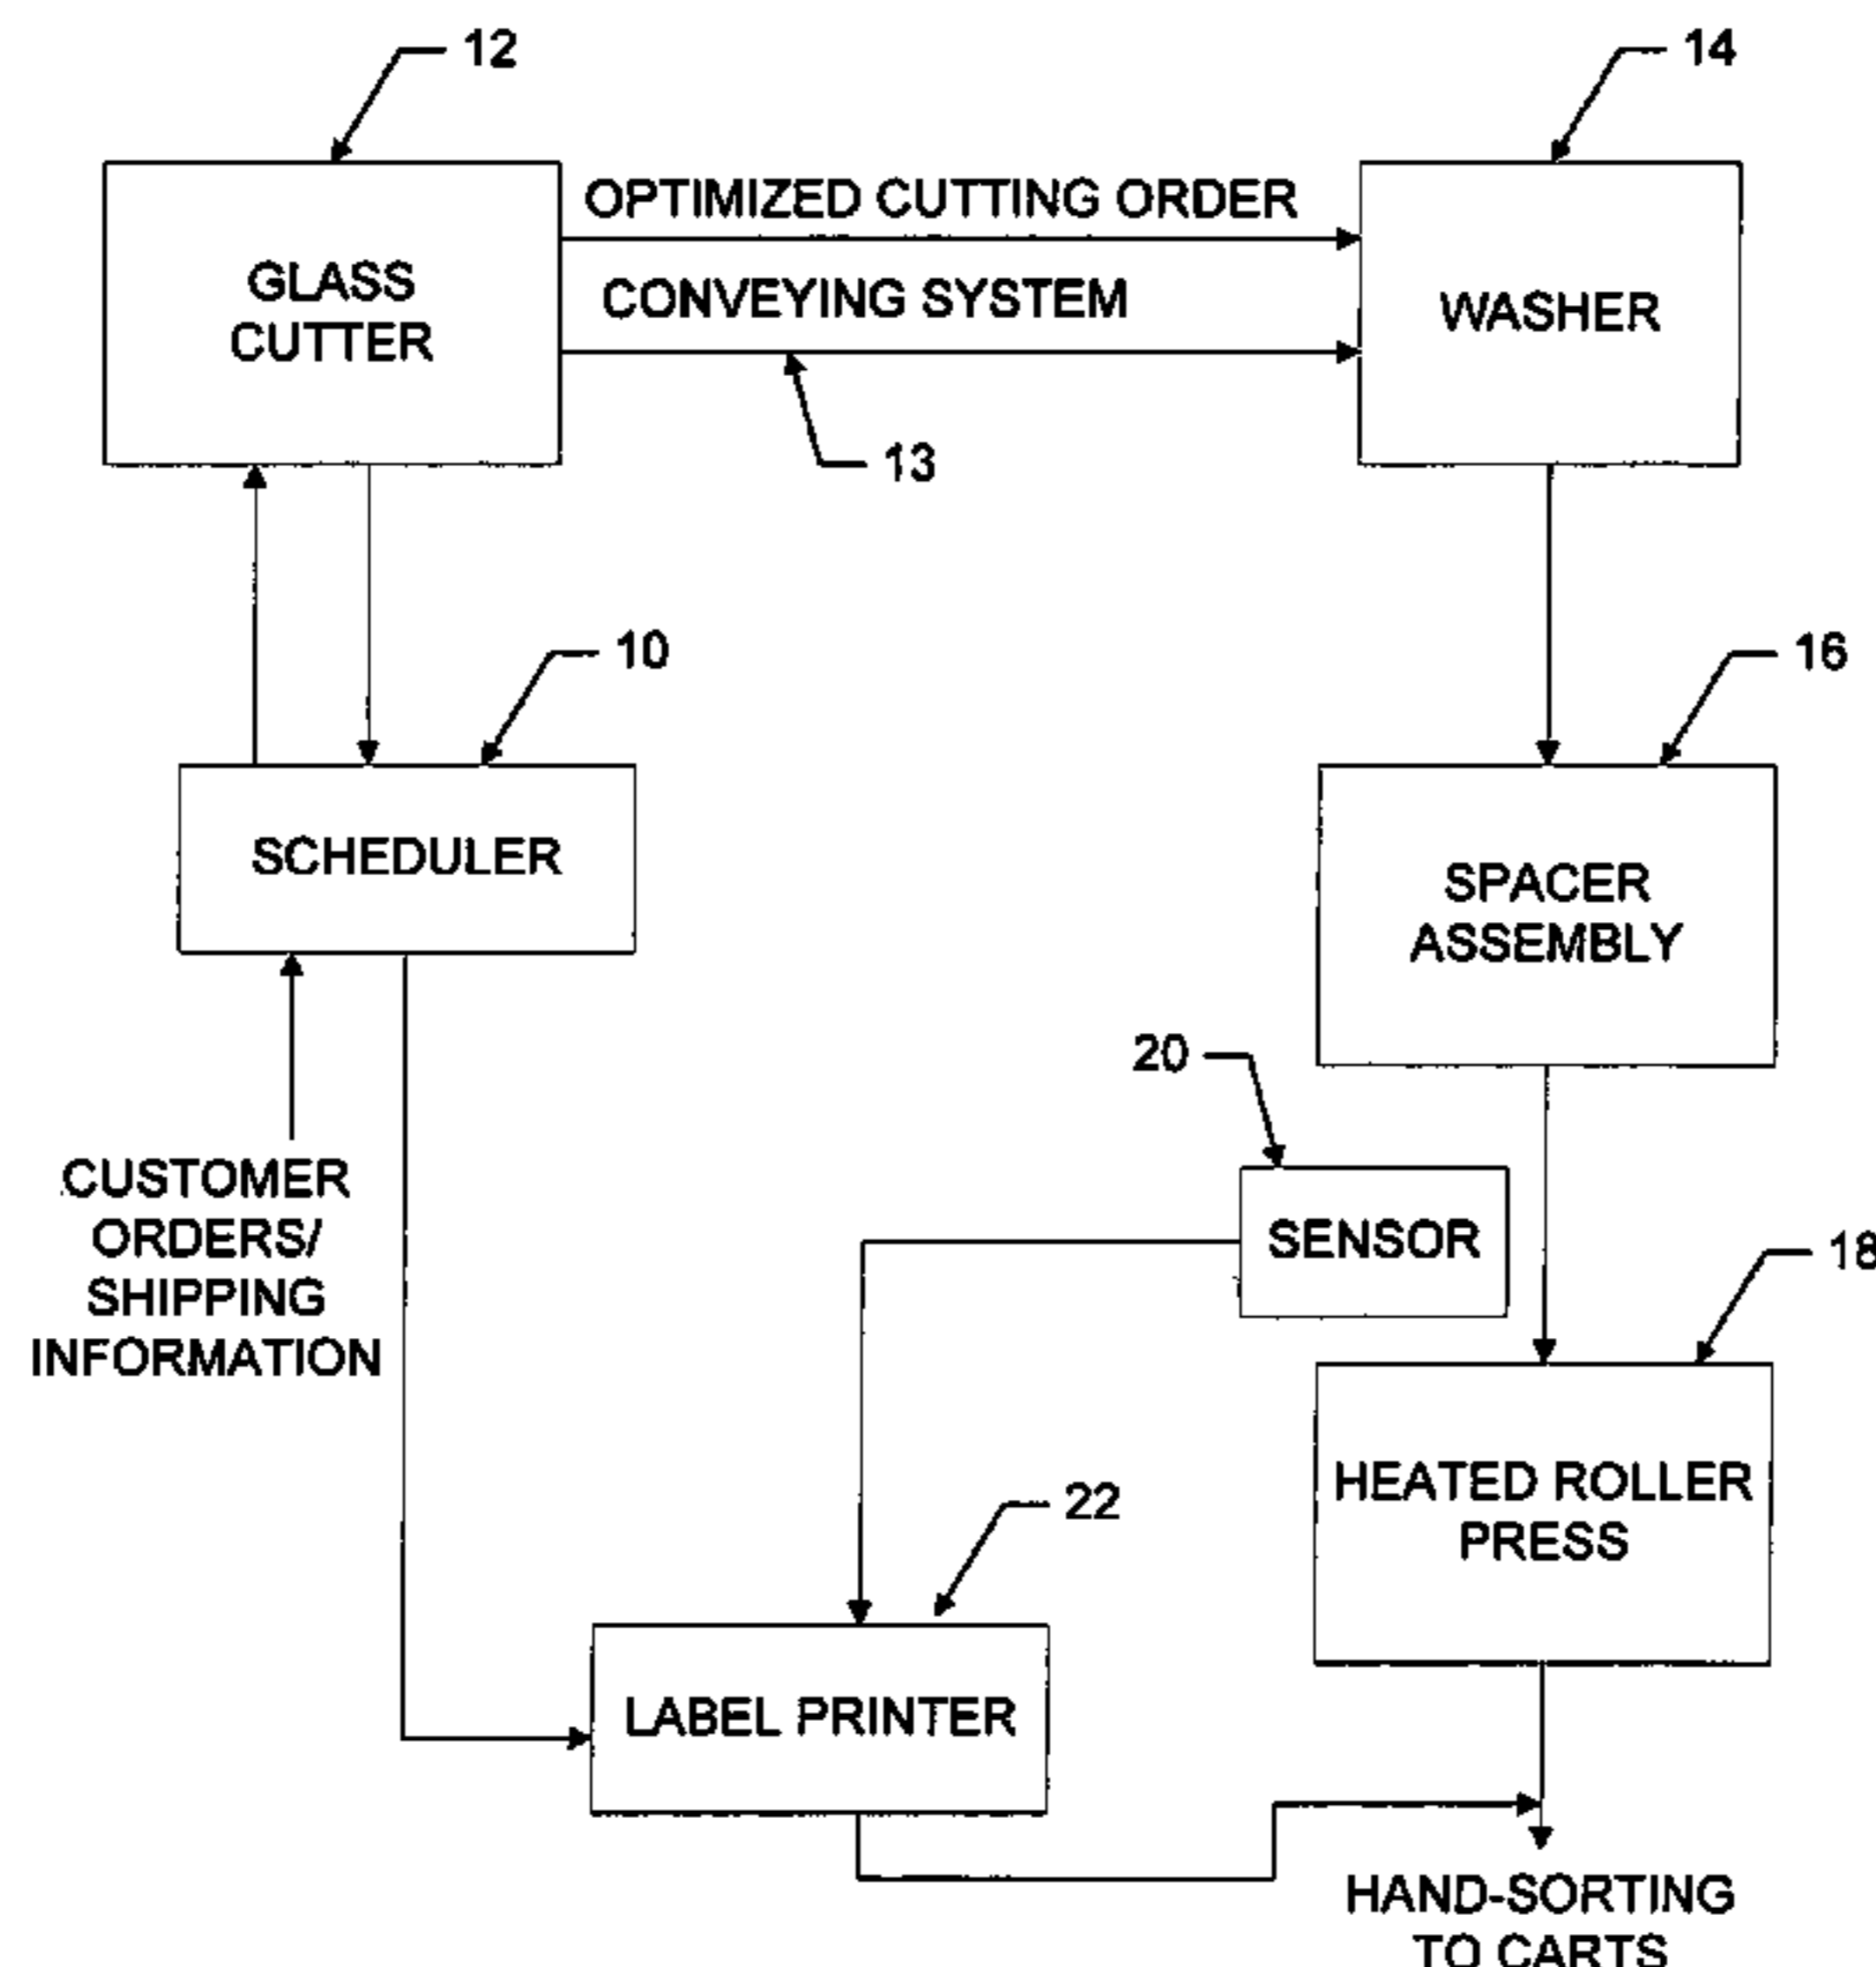 12
14
OPTIMIZED CUTTING ORDER
GLASS
CUTTER
CONVEYING SYSTEM
WASHER
13
10
16
SCHEDULER
SPACER
ASSEMBLY
20
CUSTOMER
ORDERS/
SHIPPING
INFORMATION
SENSOR
18
HEATED ROLLER
PRESS
22
LABEL PRINTER
HAND-SORTING
TO CARTS